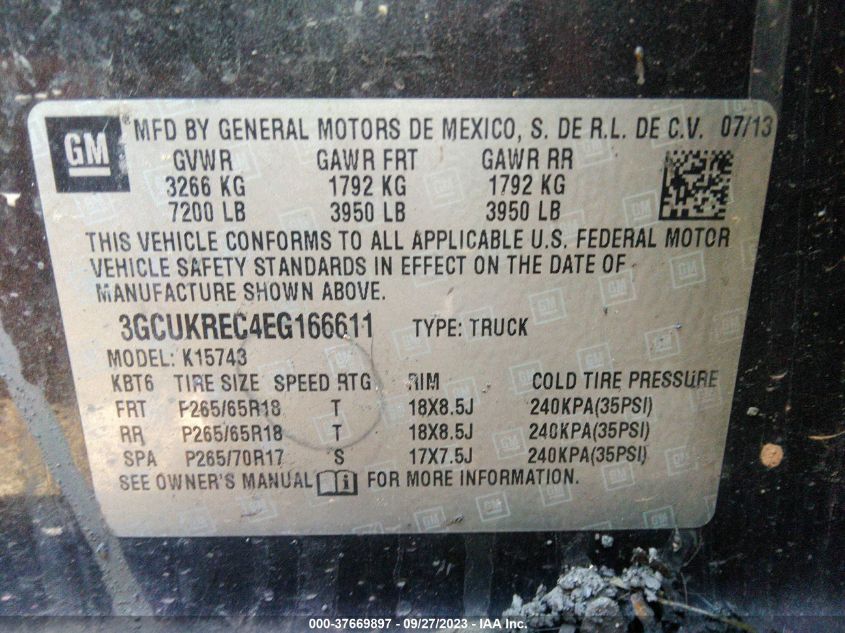 GM ® MFD BY GENERAL MOTORS DE MEXICO, S. DE R.L. DE C.V. 07/13
GVWR GAWR FRT GAWR RR
3266 KG 1792 KG 1792 KG
7200 LB 3950 LB 3950 LB
THIS VEHICLE CONFORMS TO ALL APPLICABLE U.S. FEDERAL MOTOR
VEHICLE SAFETY STANDARDS IN EFFECT ON THE DATE OF
MANUFACTURE SHOWN ABOVE.
3GCUKREC4EG166611 TYPE: TRUCK
MODEL: K15743
KBT6 TIRE SIZE SPEED RTG RIM COLD TIRE PRESSURE
FRT P265/65R18 T 18X8.5J 240KPA(35PSI)
RR P265/65R18 T 18X8.5J 240KPA(35PSI)
SPA P265/70R17 S 17X7.5J 240KPA(35PSI)
SEE OWNER'S MANUAL FOR MORE INFORMATION.
000-37669897 - 09/27/2023 - IAA Inc.